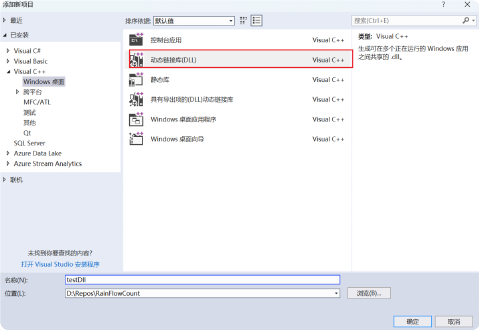 添加新项目 ? ×
最近
已安装
Visual C#
Visual Basic
Visual C++
Windows 桌面
跨平台
MFC/ATL
测试
其他
Qt
SQL Server
Azure Data Lake
Azure Stream Analytics
联机
未找到你要查找的内容?
打开 Visual Studio 安装程序
排序依据: 默认值
控制台应用 Visual C++
动态链接库(DLL) Visual C++
静态库 Visual C++
具有导出项的(DLL)动态链接库 Visual C++
Windows 桌面应用程序 Visual C++
Windows 桌面向导 Visual C++
搜索(Ctrl+E)
类型: Visual C++
生成可在多个正在运行的 Windows 应用
之间共享的 .dll。
名称(N): testDll
位置(L): D:\Repos\RainFlowCount
浏览(B)...
确定 取消